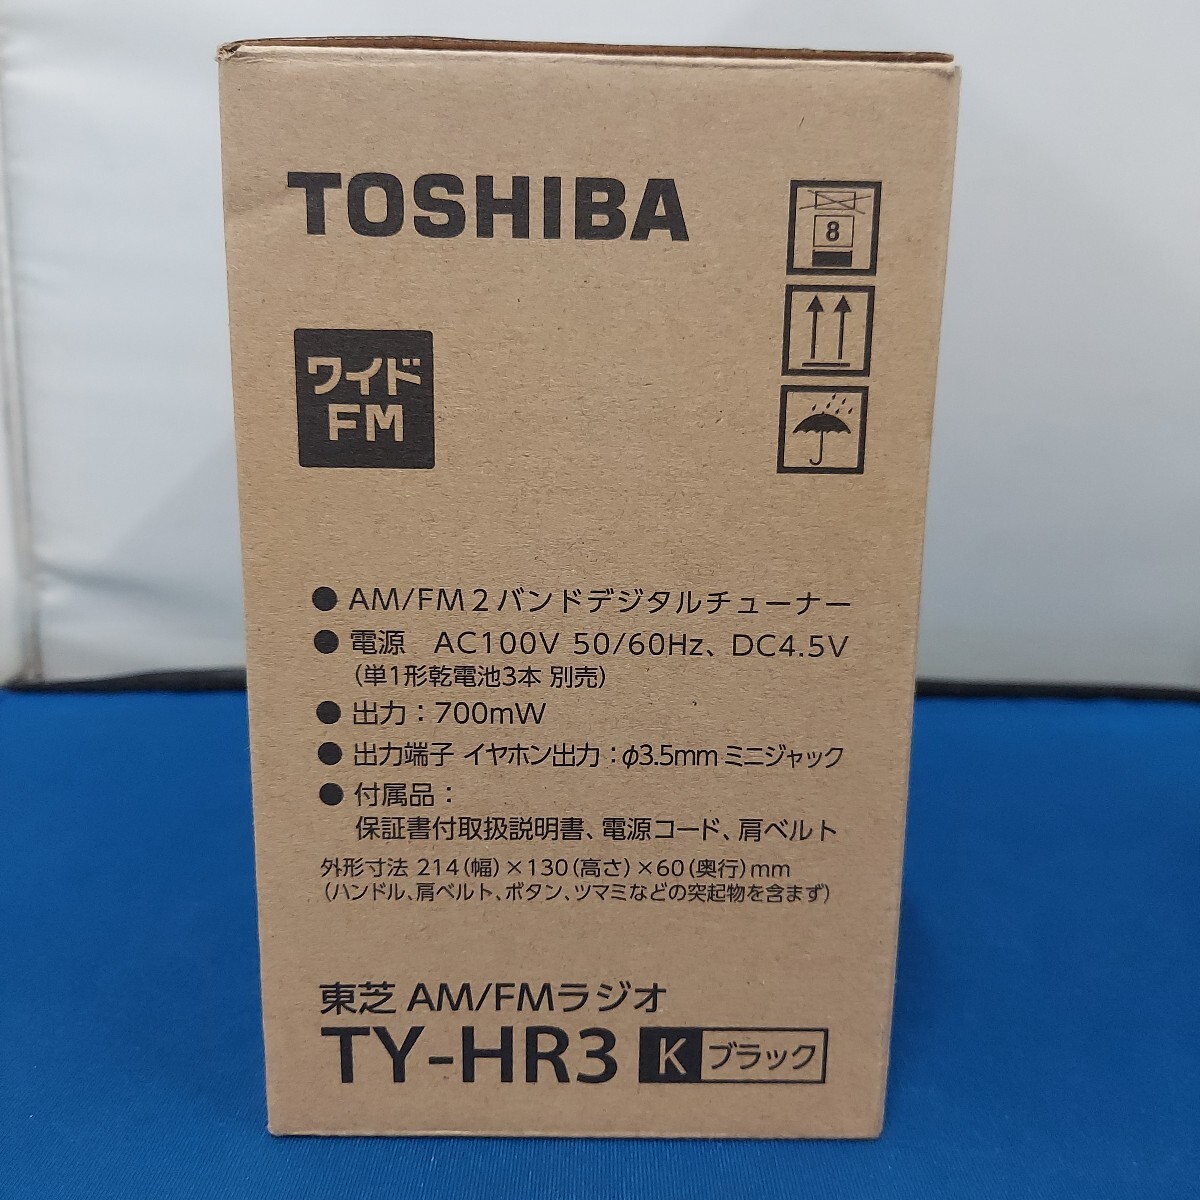 TOSHIBA
8
ワイド
FM
● AM/FM2バンドデジタルチューナー
● 電源 AC100V 50/60Hz、DC4.5V
(単1形乾電池3本 別売)
● 出力：700mW
● 出力端子 イヤホン出力：φ3.5mm ミニジャック
● 付属品：
保証書付取扱説明書、電源コード、肩ベルト
外形寸法 214(幅)×130(高さ)×60(奥行)mm
(ハンドル、肩ベルト、ボタン、ツマミなどの突起物を含まず)
東芝 AM/FMラジオ
TY-HR3 K ブラック